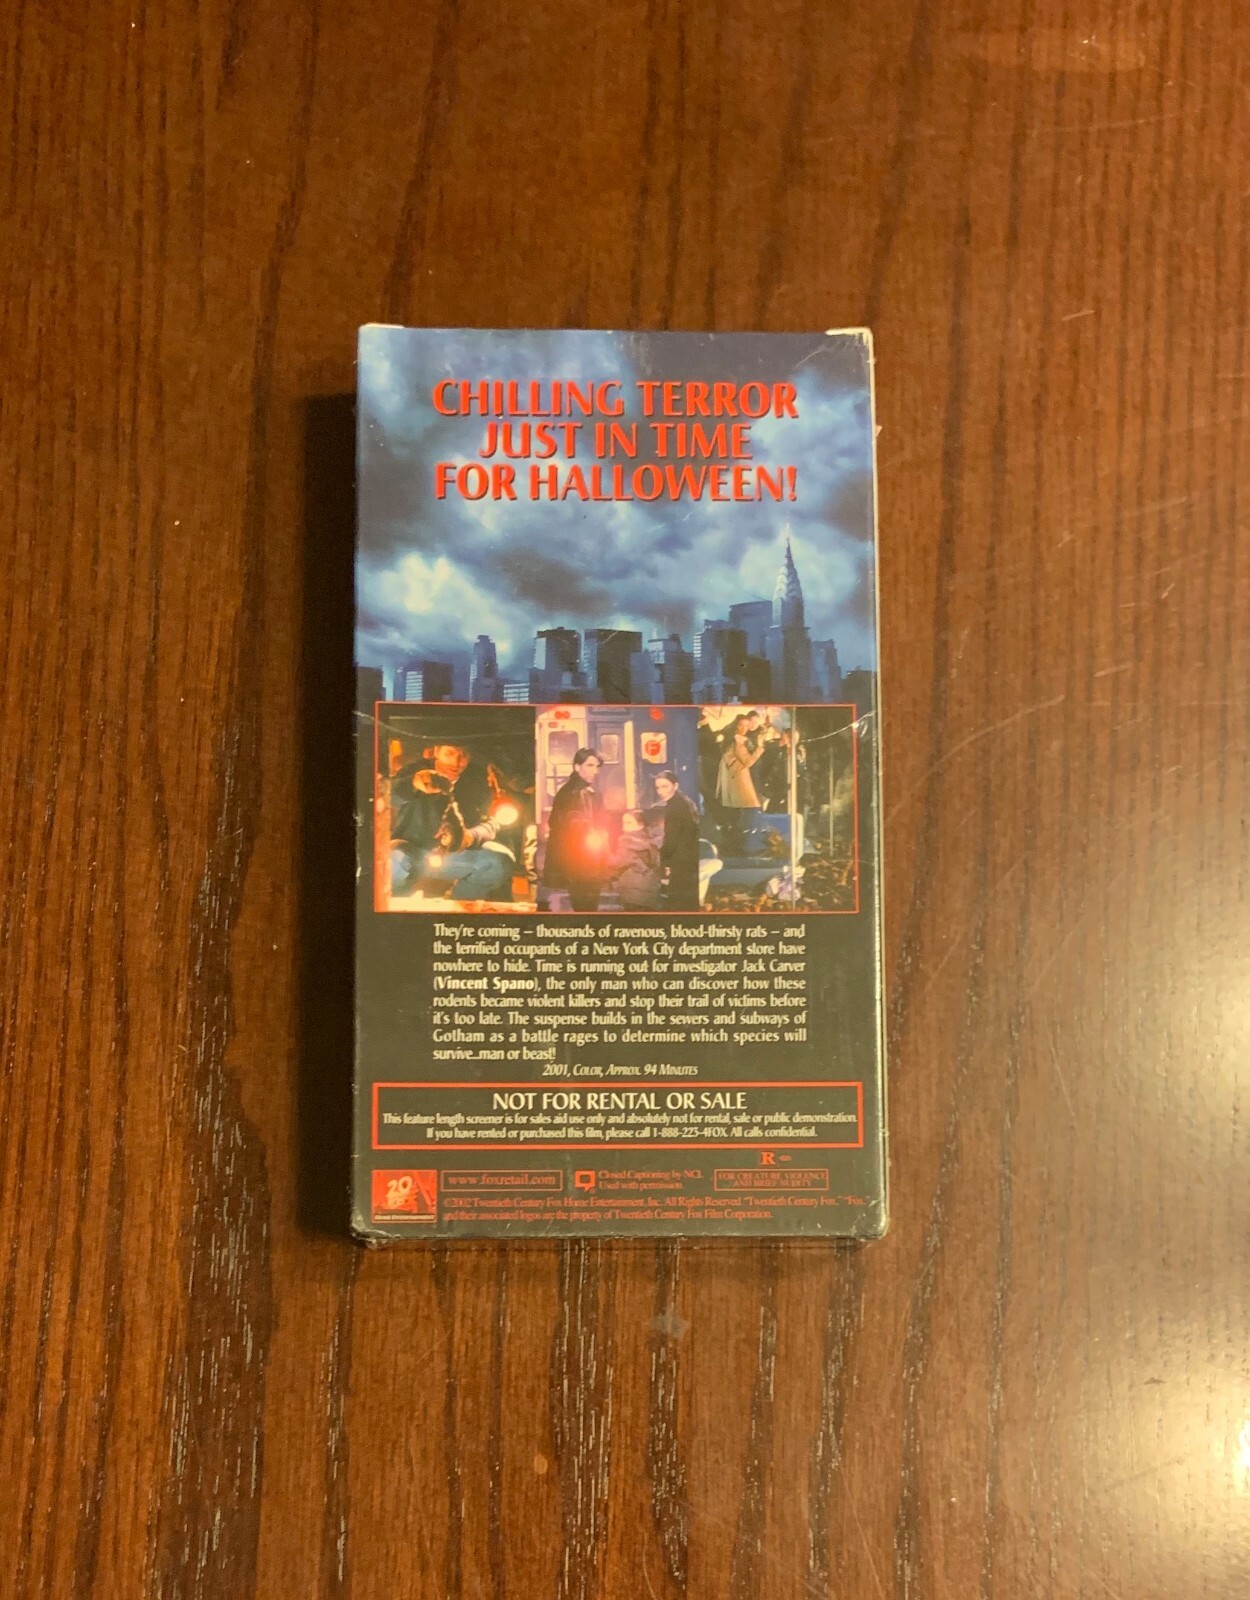 CHILLING TERROR
JUST IN TIME
FOR HALLOWEEN!
F
They're coming – thousands of ravenous, blood-thirsty rats – and
the terrified occupants of a New York City department store have
nowhere to hide. Time is running out for investigator Jack Carver
(Vincent Spano), the only man who can discover how these
rodents became violent killers and stop their trail of victims before
it's too late. The suspense builds in the sewers and subways of
Gotham as a battle rages to determine which species will
survive...man or beast!
2001, Color, Approx. 94 Minutes
NOT FOR RENTAL OR SALE
This feature length screener is for sales aid use only and absolutely not for rental, sale or public demonstration.
If you have rented or purchased this film, please call 1-888-223-4FOX. All calls confidential.
R
20
www.foxretail.com
Closed Captioning by NCI.
Used with permission.
FOR CREATURE VIOLENCE
AND BRIEF NUDITY
©2002 Twentieth Century Fox Home Entertainment, Inc. All Rights Reserved. "Twentieth Century Fox," "Fox,"
and their associated logos are the property of Twentieth Century Fox Film Corporation.